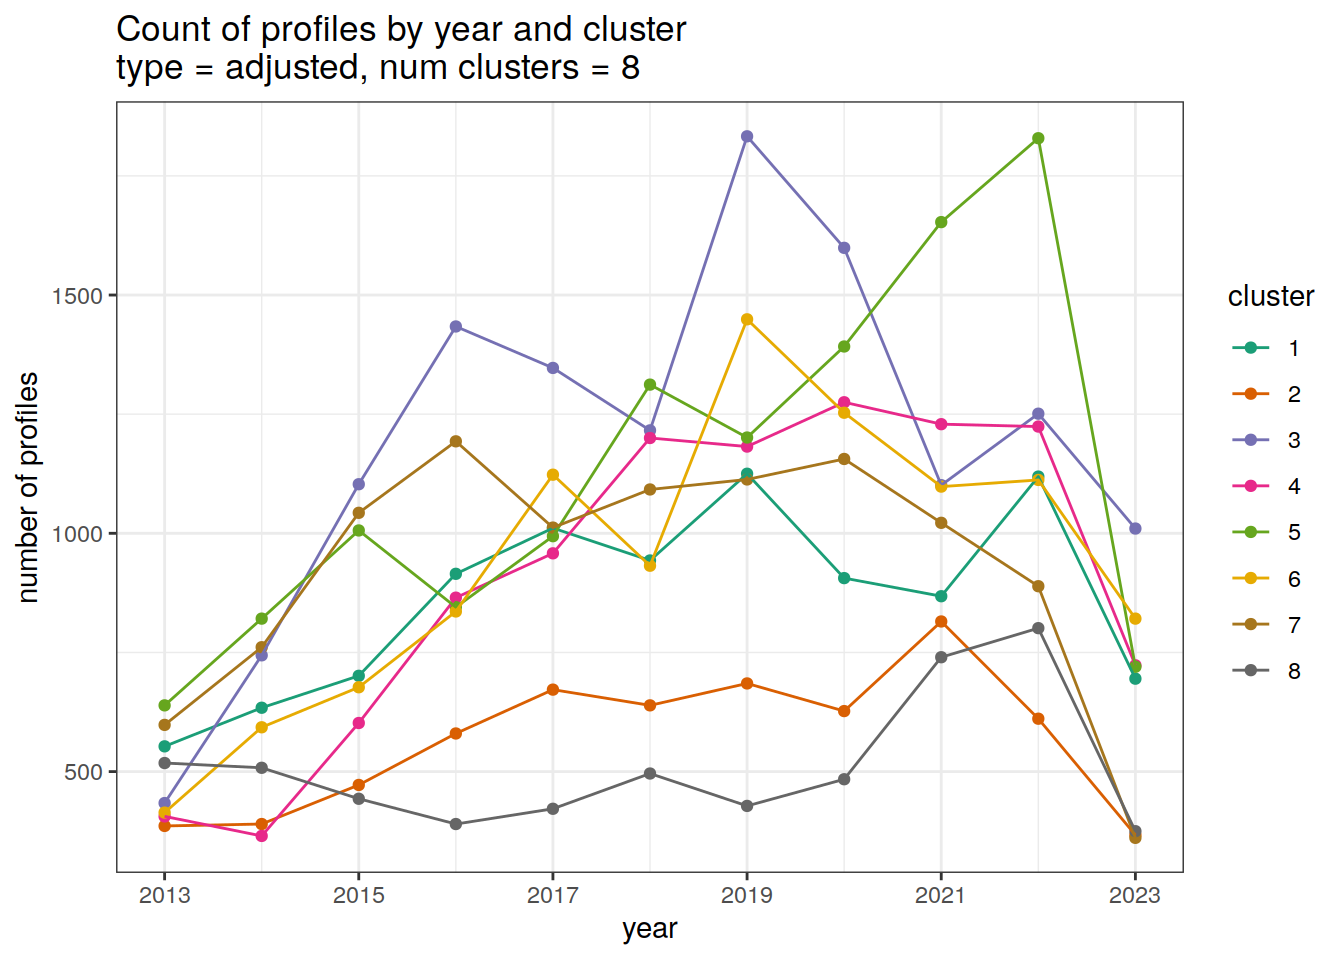 Count of profiles by year and cluster
type = adjusted, num clusters = 8
number of profiles
1500
1000
500
2013 2015 2017 2019 2021 2023
year
cluster
1
2
3
4
5
6
7
8